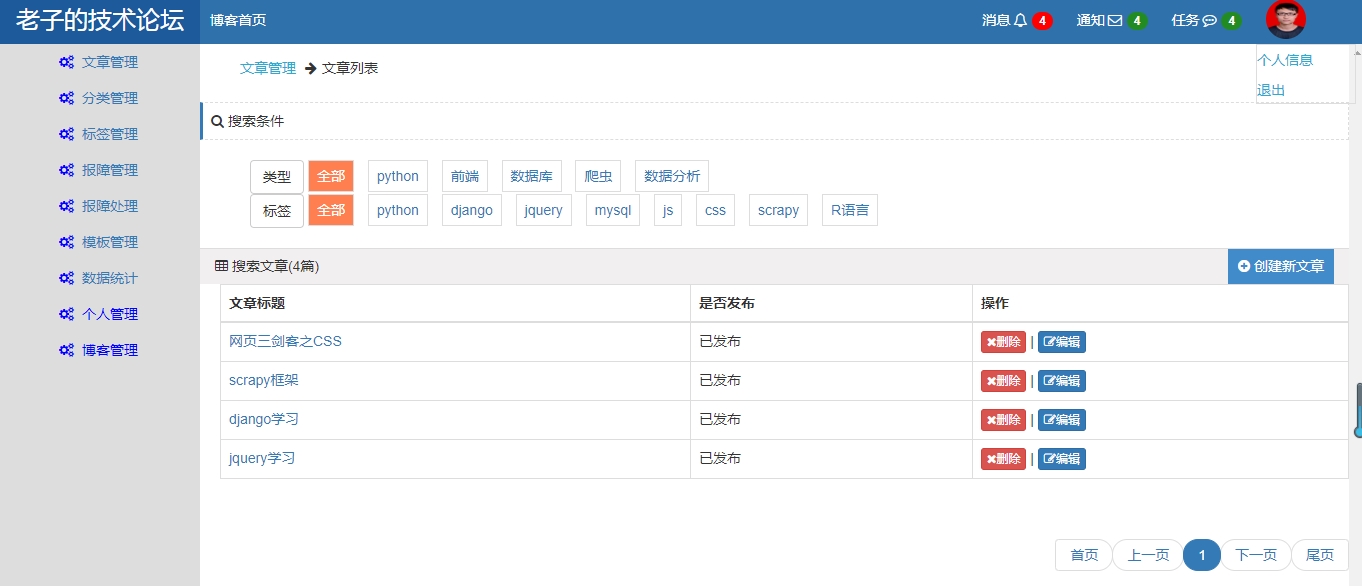 老子的技术论坛 博客首页 消息 4 通知 4 任务 4
个人信息
退出
文章管理
分类管理
标签管理
报障管理
报障处理
模板管理
数据统计
个人管理
博客管理
文章管理 文章列表
搜索条件
类型 全部 python 前端 数据库 爬虫 数据分析
标签 全部 python django jquery mysql js css scrapy R语言
搜索文章(4篇) 创建新文章
文章标题 是否发布 操作
网页三剑客之CSS 已发布 删除 | 编辑
scrapy框架 已发布 删除 | 编辑
django学习 已发布 删除 | 编辑
jquery学习 已发布 删除 | 编辑
首页 上一页 1 下一页 尾页